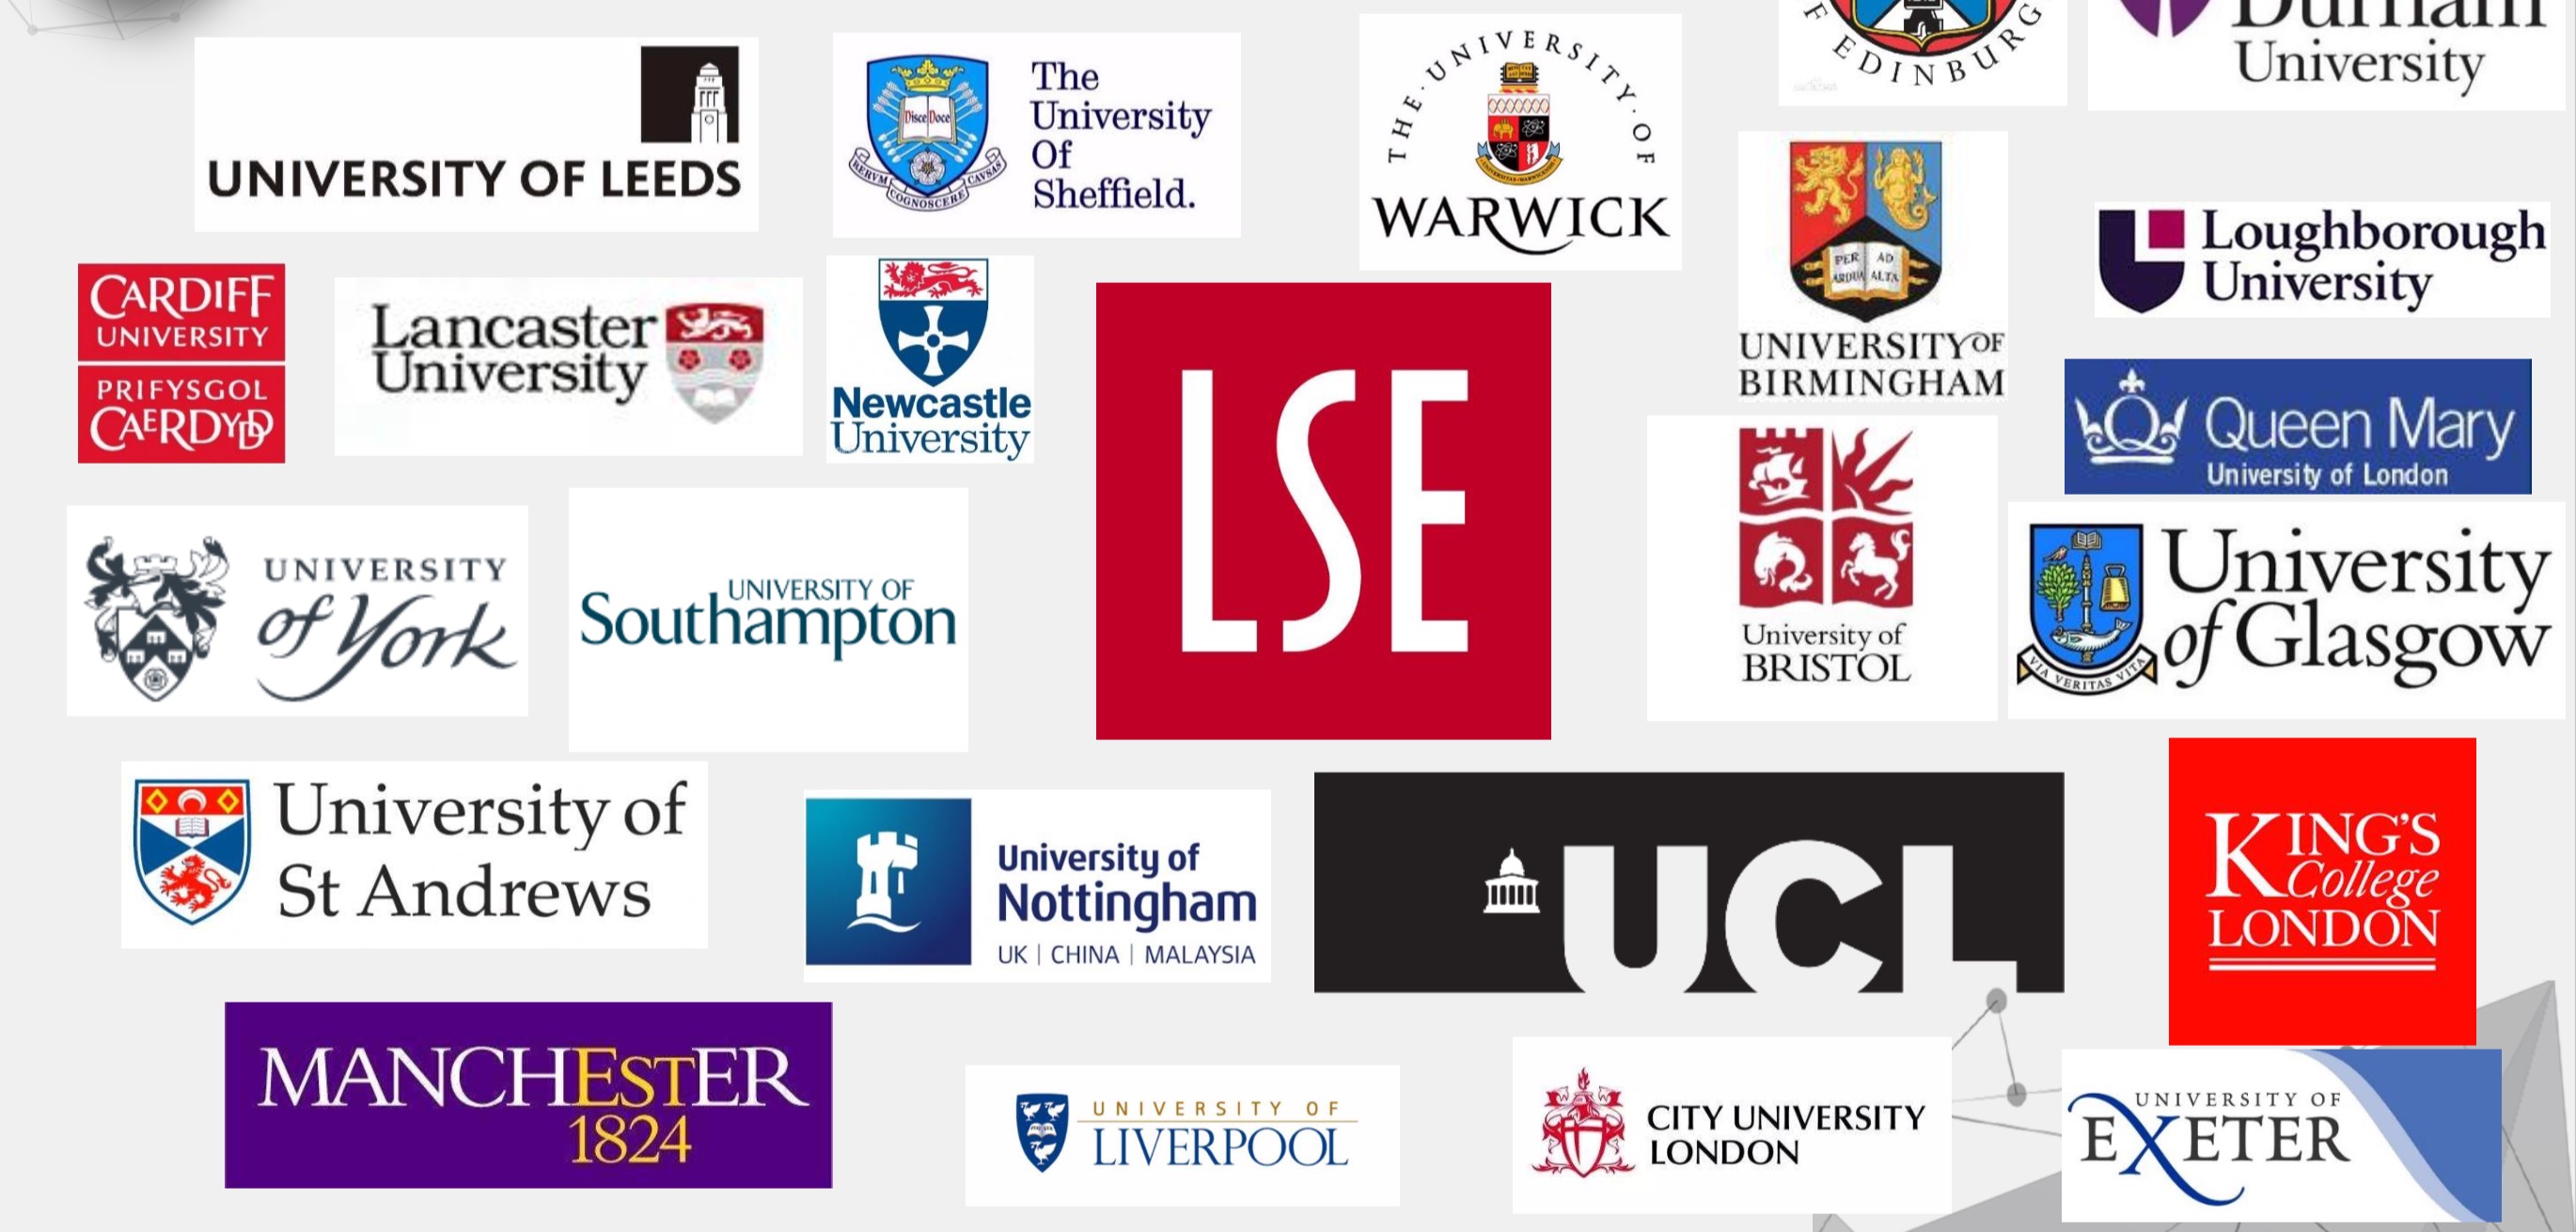 F EDINBURG
Durham
University
UNIVERSITY OF LEEDS
Disce Doce
RERVM COGNOSCERE CAVSAS
The
University
Of
Sheffield.
THE·UNIVERSITY·OF
WARWICK
PER AD
ARDUA ALTA
UNIVERSITY OF
BIRMINGHAM
Loughborough
University
CARDIFF
UNIVERSITY
PRIFYSGOL
CAERDYDD
Lancaster
University
Newcastle
University
LSE
Queen Mary
University of London
UNIVERSITY
of York
UNIVERSITY OF
Southampton
University of
BRISTOL
University
of Glasgow
VIA VERITAS VITA
University of
St Andrews
University of
Nottingham
UK | CHINA | MALAYSIA
UCL
KING'S
College
LONDON
MANCHESTER
1824
UNIVERSITY OF
LIVERPOOL
CITY UNIVERSITY
LONDON
UNIVERSITY OF
EXETER